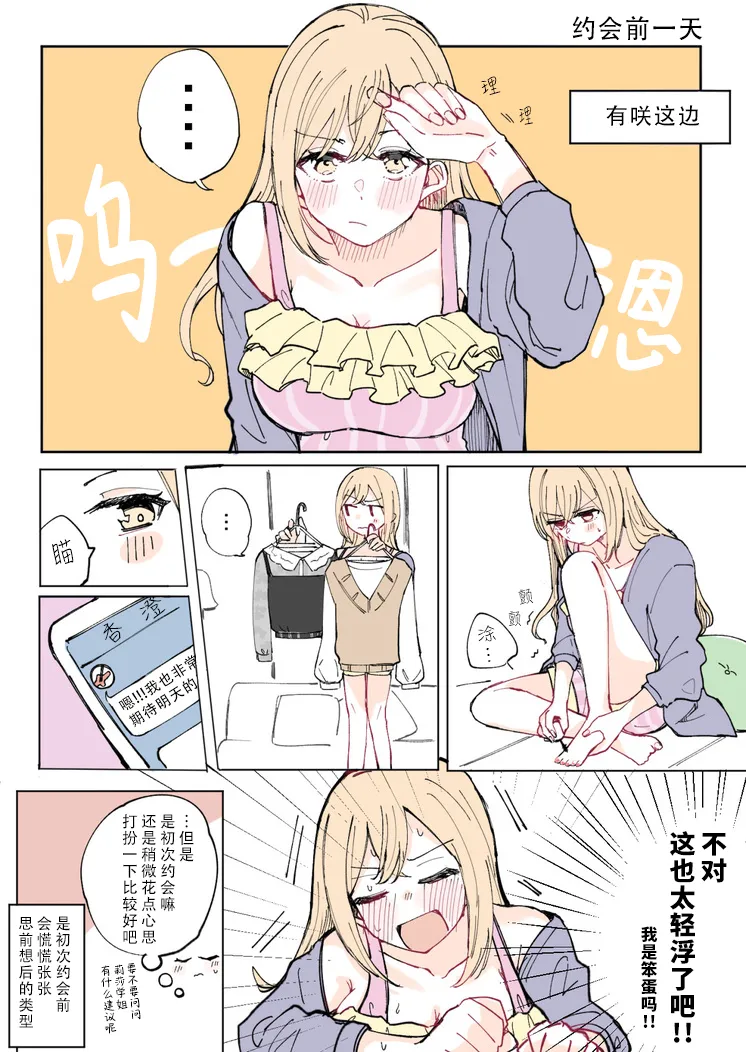 约会前一天
有咲这边
····
理
理
呜一
恩
瞄
香澄
嗯!!!我也非常
期待明天的
…
颤
颤
涂…
不对
这也太轻浮了吧!!
我是笨蛋吗!!
…但是
是初次约会嘛
还是稍微花点心思
打扮一下比较好吧
要不要问问
莉莎学姐
有什么建议呢
是初次约会前
会慌慌张张
思前想后的类型